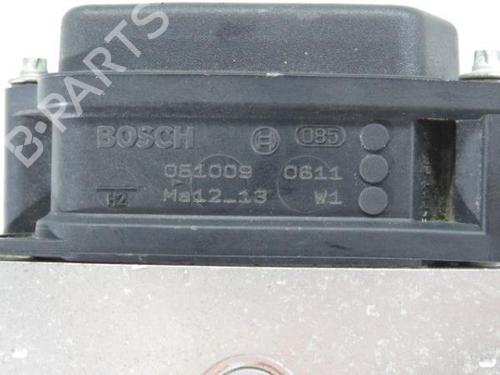 B-PARTS
BOSCH 085
051009 0611
H2 Ma12_13 W1